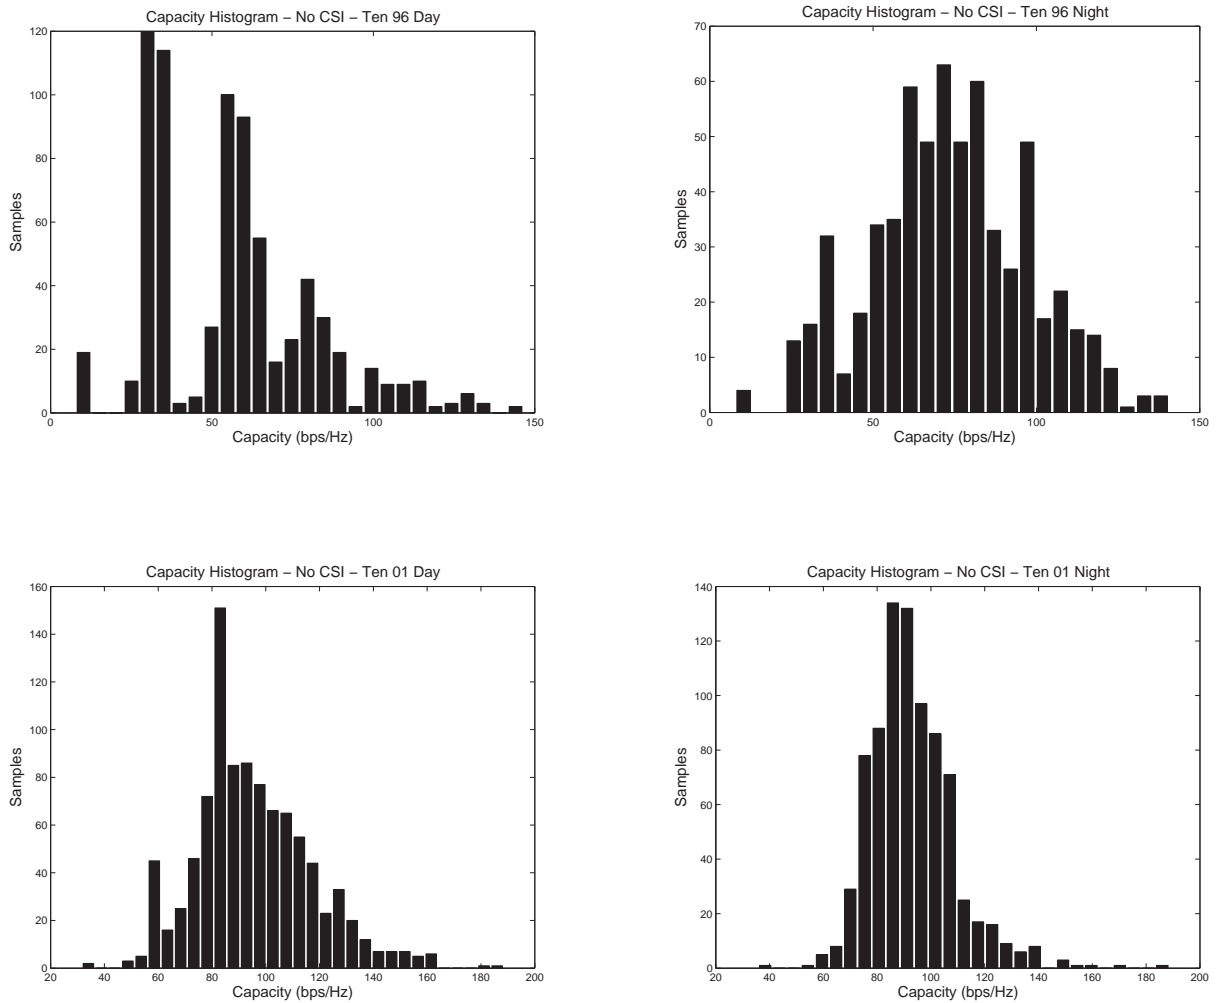 Capacity Histogram − No CSI − Ten 96 Day
120
100
80
60
40
20
0
Samples
0 50 100 150
Capacity (bps/Hz)
Capacity Histogram − No CSI − Ten 96 Night
70
60
50
40
30
20
10
0
Samples
0 50 100 150
Capacity (bps/Hz)
Capacity Histogram − No CSI − Ten 01 Day
160
140
120
100
80
60
40
20
0
Samples
20 40 60 80 100 120 140 160 180 200
Capacity (bps/Hz)
Capacity Histogram − No CSI − Ten 01 Night
140
120
100
80
60
40
20
0
Samples
20 40 60 80 100 120 140 160 180 200
Capacity (bps/Hz)